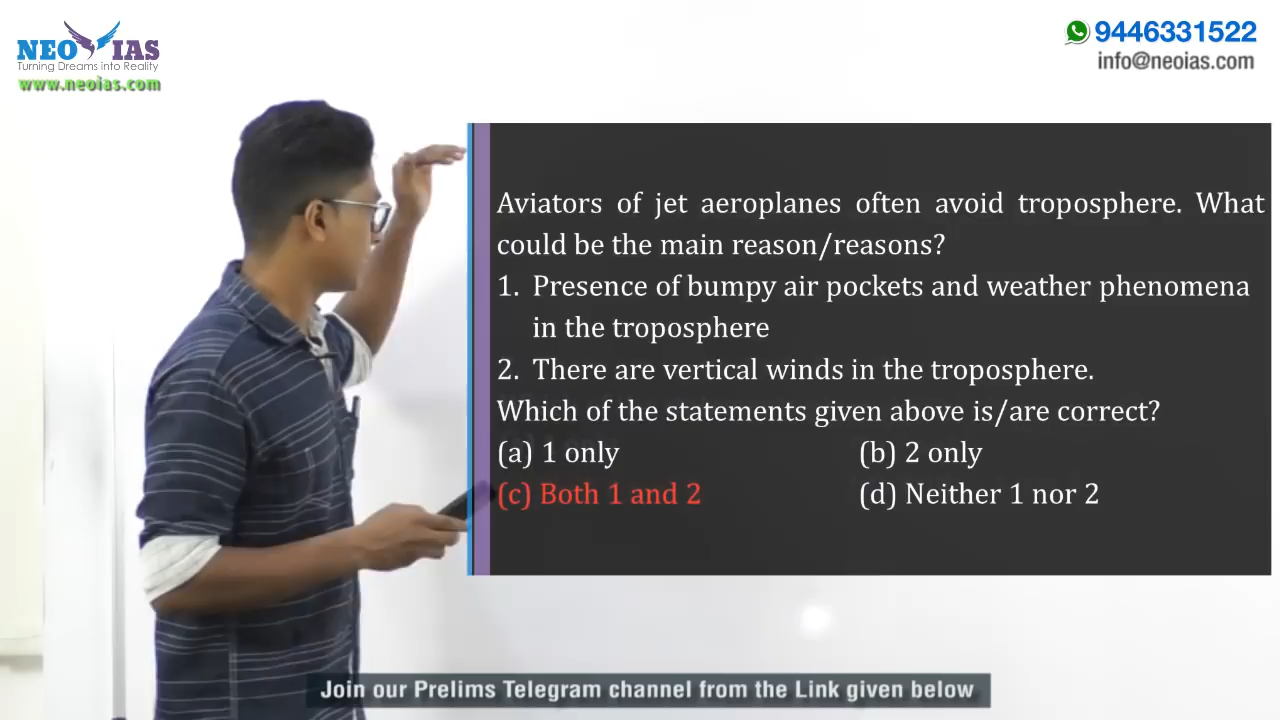 NEO IAS
Turning Dreams into Reality
www.neoias.com
9446331522
info@neoias.com
Aviators of jet aeroplanes often avoid troposphere. What
could be the main reason/reasons?
1. Presence of bumpy air pockets and weather phenomena
in the troposphere
2. There are vertical winds in the troposphere.
Which of the statements given above is/are correct?
(a) 1 only (b) 2 only
(c) Both 1 and 2 (d) Neither 1 nor 2
Join our Prelims Telegram channel from the Link given below